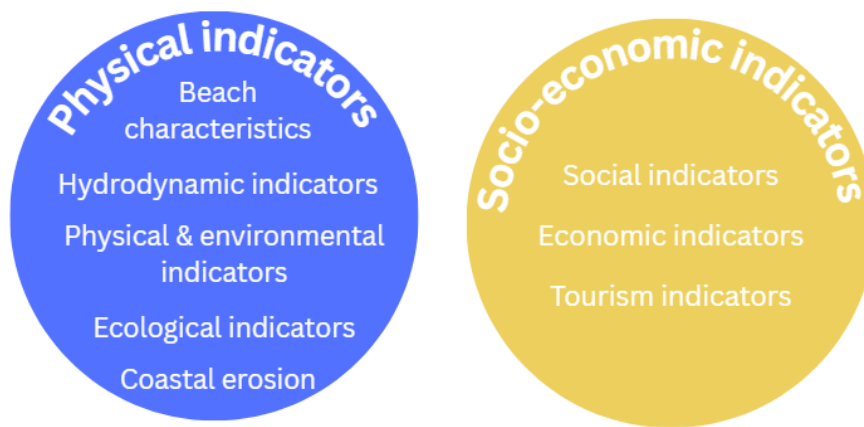 Physical indicators
Beach
characteristics
Hydrodynamic indicators
Physical & environmental
indicators
Ecological indicators
Coastal erosion
Socio-economic indicators
Social indicators
Economic indicators
Tourism indicators